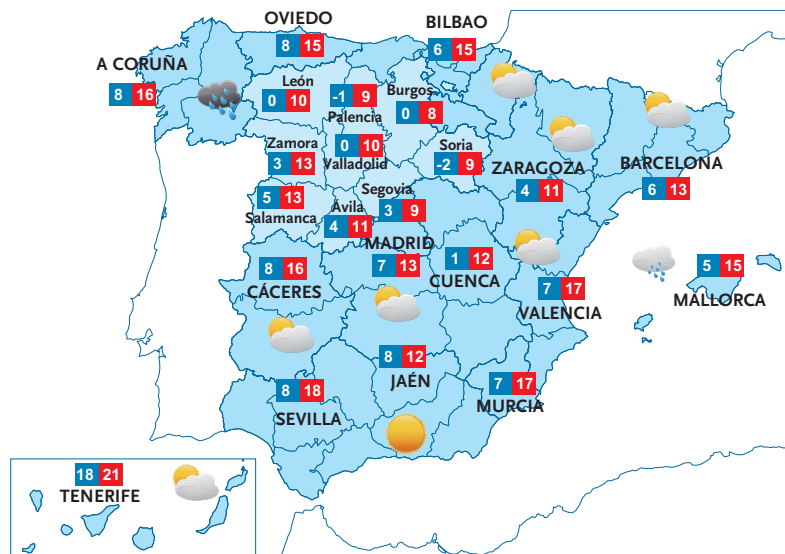 OVIEDO
8 15
BILBAO
6 15
A CORUÑA
8 16
León
0 10
-1 9
Palencia
Burgos
0 8
Zamora
3 13
0 10
Valladolid
Soria
-2 9
ZARAGOZA
4 11
BARCELONA
6 13
5 13
Salamanca
Ávila
4 11
Segovia
3 9
MADRID
7 13
1 12
CUENCA
8 16
CÁCERES
7 17
VALENCIA
5 15
MALLORCA
8 12
JAÉN
8 18
SEVILLA
7 17
MURCIA
18 21
TENERIFE